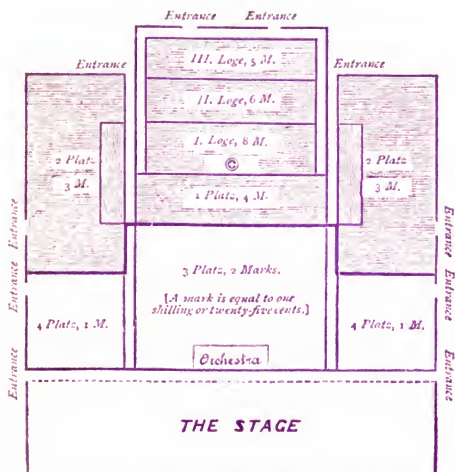 Entrance Entrance
III. Loge, 5 M.
Entrance Entrance
II. Loge, 6 M.
I. Loge, 8 M.
C
2 Platz
3 M.
2 Platz
3 M.
1 Platz, 4 M.
Entrance
Entrance
3 Platz, 2 Marks.
[A mark is equal to one
shilling or twenty-five cents.]
Entrance
Entrance
4 Platz, 1 M.
4 Platz, 1 M.
Orchestra
Entrance
Entrance
THE STAGE